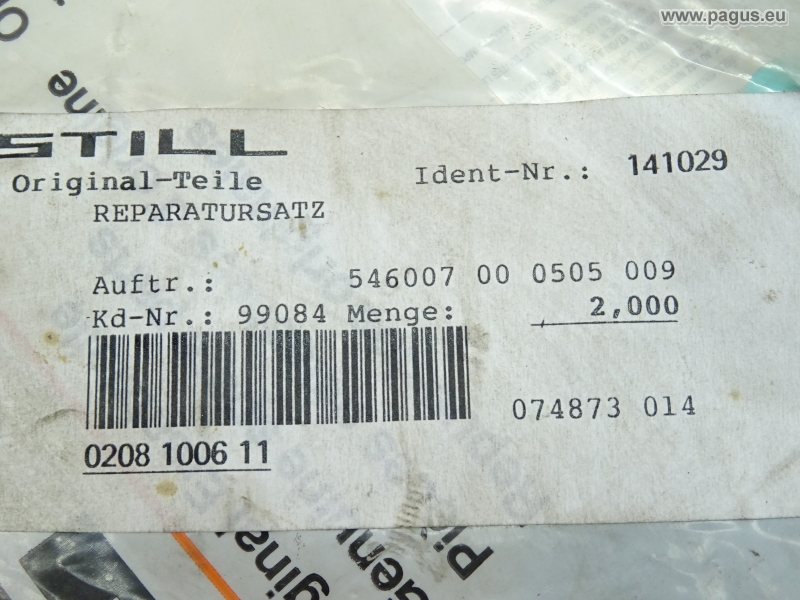 www.pagus.eu
STILL
Original-Teile
Ident-Nr.: 141029
REPARATURSATZ
Auftr.: 546007 00 0505 009
Kd-Nr.: 99084 Menge: 2,000
074873 014
0208 1006 11